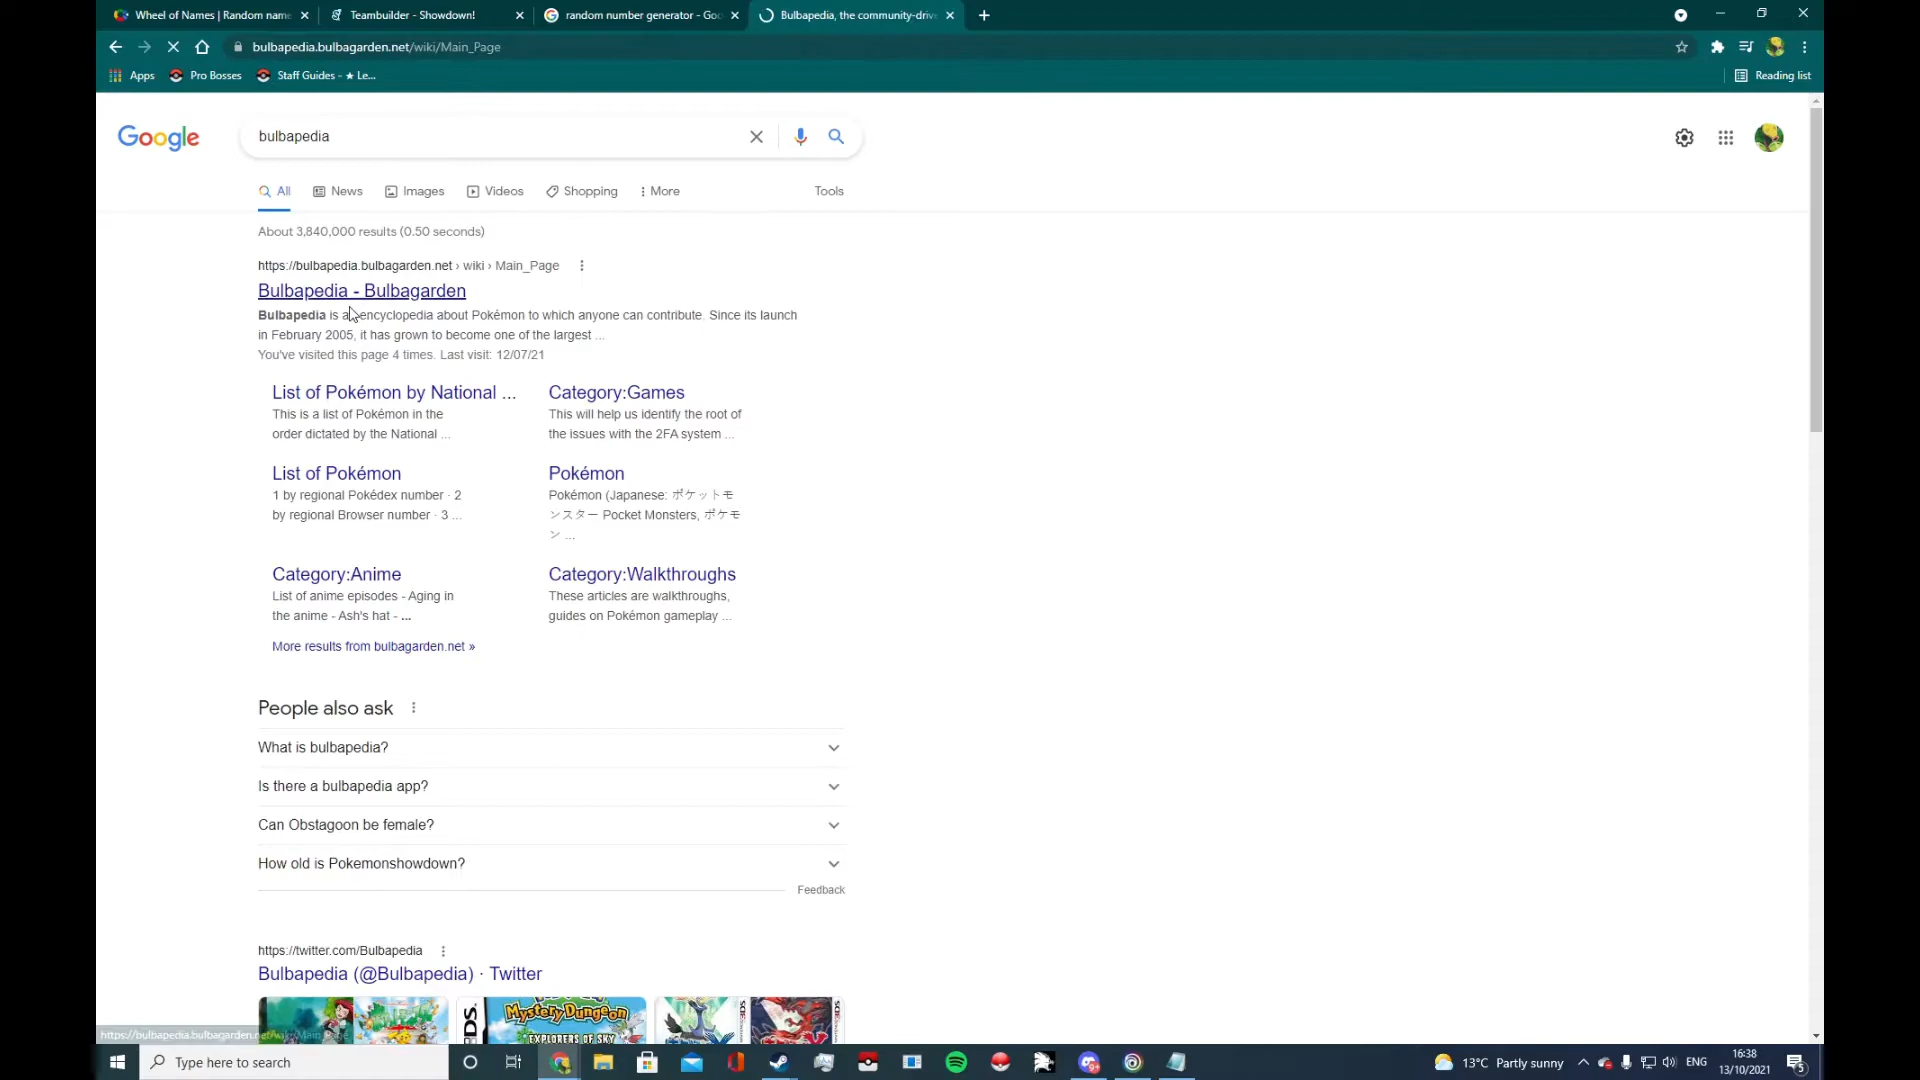 Wheel of Names | Random name
Teambuilder - Showdown!
random number generator - Goo
Bulbapedia, the community-drive
bulbapedia.bulbagarden.net/wiki/Main_Page
Apps
Pro Bosses
Staff Guides - ★ Le...
Reading list
Google
bulbapedia
All
News
Images
Videos
Shopping
More
Tools
About 3,840,000 results (0.50 seconds)
https://bulbapedia.bulbagarden.net › wiki › Main_Page
Bulbapedia - Bulbagarden
Bulbapedia is an encyclopedia about Pokémon to which anyone can contribute. Since its launch
in February 2005, it has grown to become one of the largest ...
You've visited this page 4 times. Last visit: 12/07/21
List of Pokémon by National ...
This is a list of Pokémon in the
order dictated by the National ...
Category:Games
This will help us identify the root of
the issues with the 2FA system ...
List of Pokémon
1 by regional Pokédex number · 2
by regional Browser number · 3 ...
Pokémon
Pokémon (Japanese: ポケットモ
ンスター Pocket Monsters, ポケモ
ン ...
Category:Anime
List of anime episodes - Aging in
the anime - Ash's hat - ...
Category:Walkthroughs
These articles are walkthroughs,
guides on Pokémon gameplay ...
More results from bulbagarden.net »
People also ask
What is bulbapedia?
Is there a bulbapedia app?
Can Obstagoon be female?
How old is Pokemonshowdown?
Feedback
https://twitter.com/Bulbapedia
Bulbapedia (@Bulbapedia) · Twitter
Mystery Dungeon
EXPLORERS OF SKY
https://bulbapedia.bulbagarden.net/wiki/Main_Page
Type here to search
13°C Partly sunny
ENG
16:38
13/10/2021
5